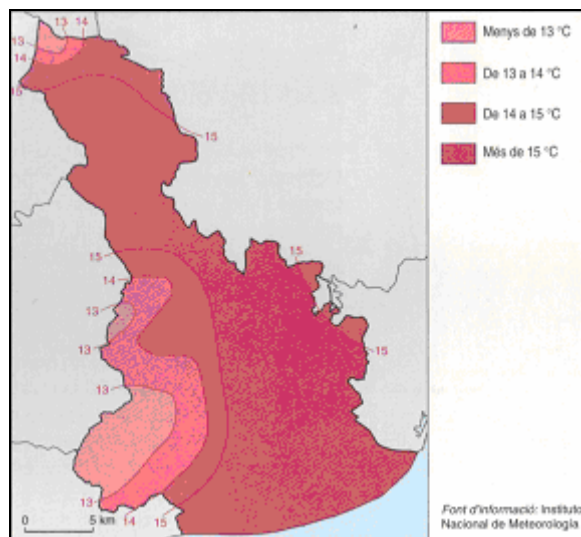 13 14
13
14
15
15
15
14
13
13
13
13
14
15
15
15
0 5 km
Menys de 13 °C
De 13 a 14 °C
De 14 a 15 °C
Més de 15 °C
Font d'informació: Instituto
Nacional de Meteorología